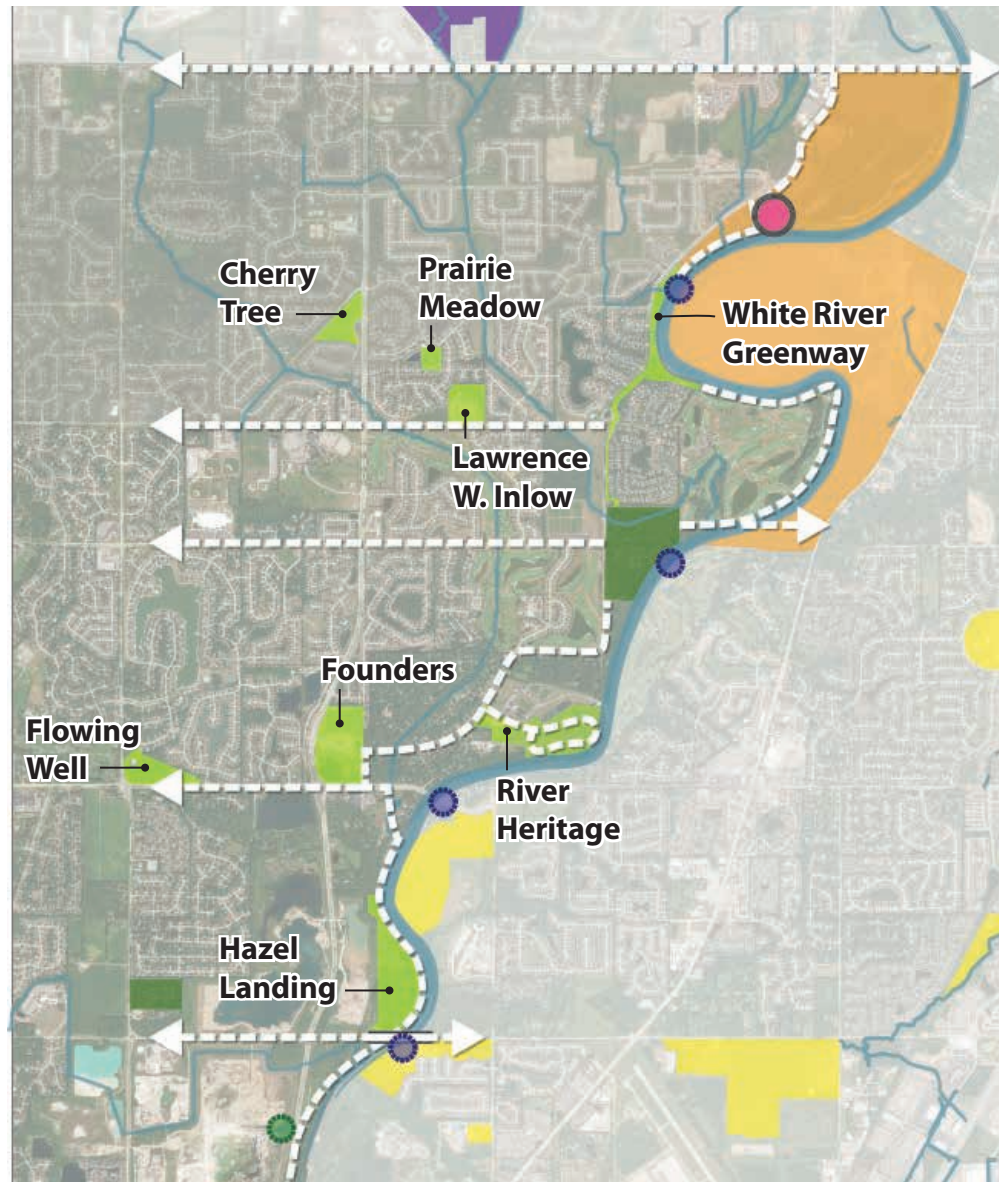 Cherry
Tree
Prairie
Meadow
White River
Greenway
Lawrence
W. Inlow
Founders
Flowing
Well
River
Heritage
Hazel
Landing